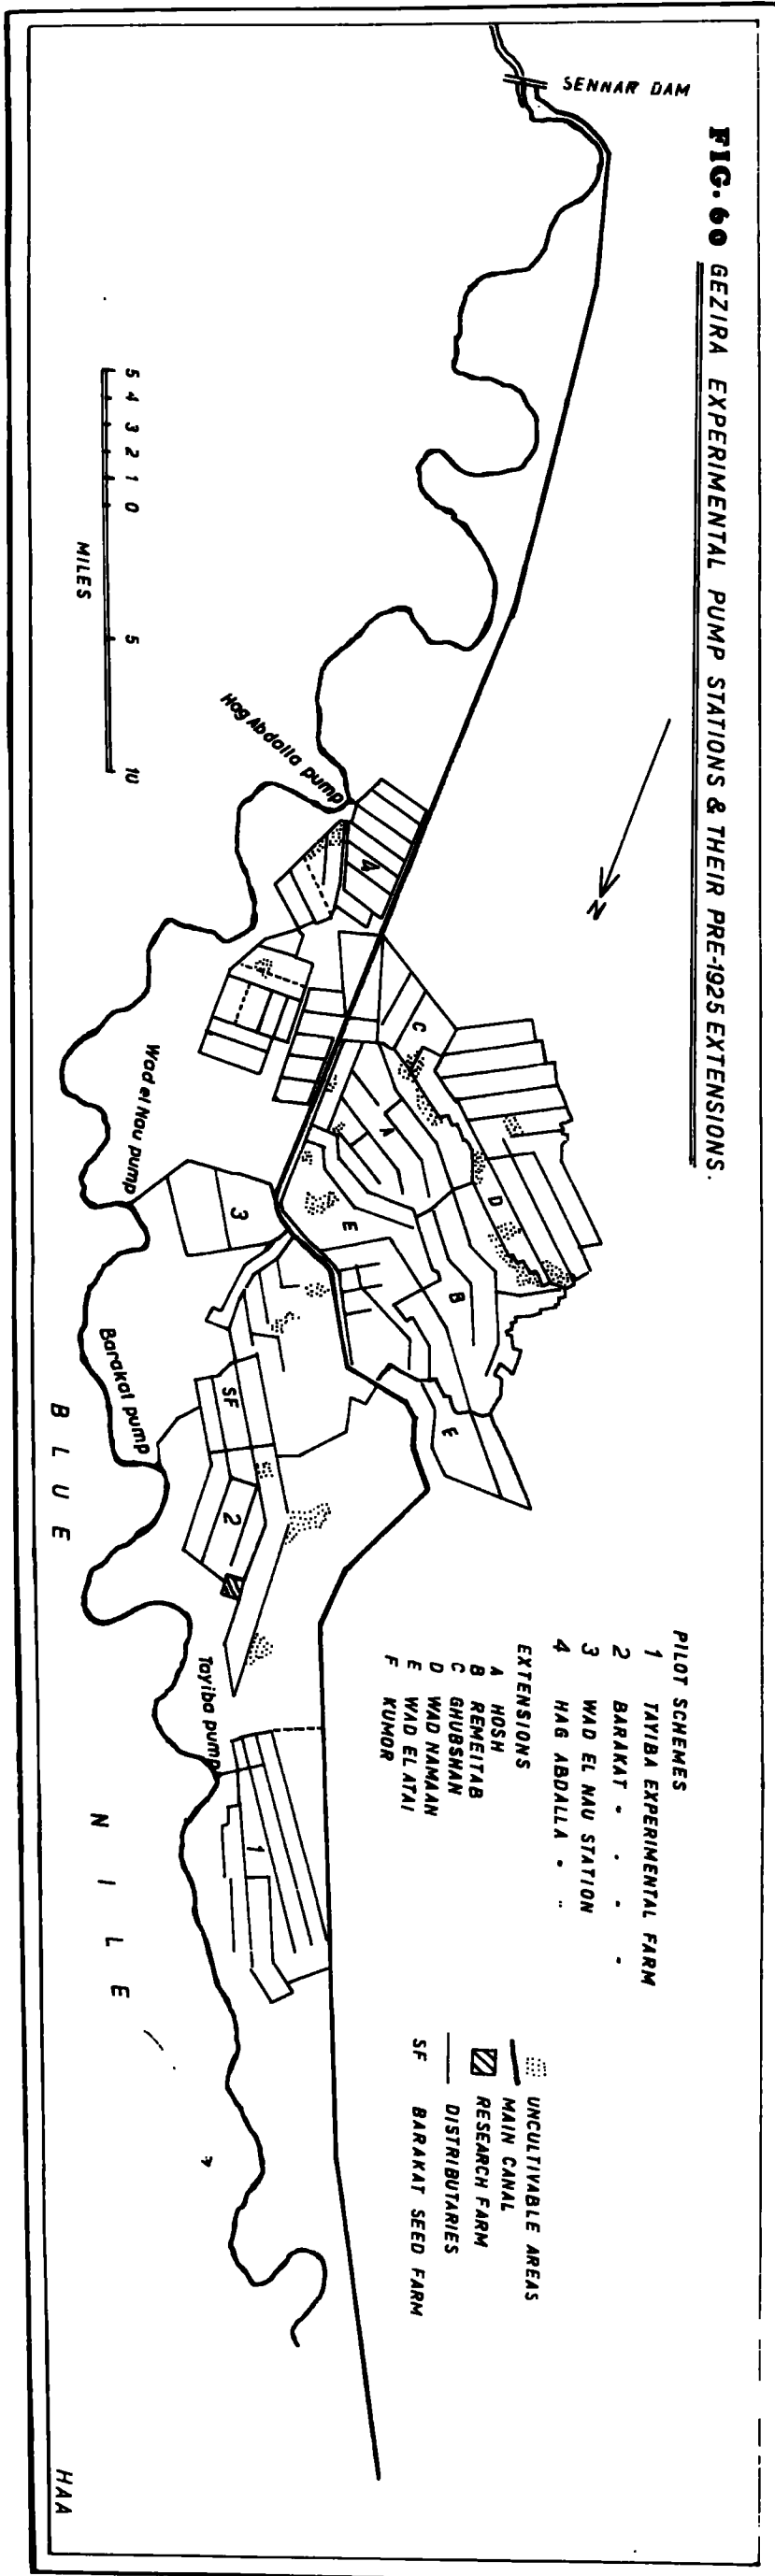 FIG. 60 GEZIRA EXPERIMENTAL PUMP STATIONS & THEIR PRE-1925 EXTENSIONS.
SENNAR DAM
N
5 4 3 2 1 0 5 10
MILES
Hag Abdalla pump
Wad el Nau pump
Barakat pump
Tayiba pump
BLUE NILE
4
C
A
D
E
B
3
SF
E
2
1
PILOT SCHEMES
1 TAYIBA EXPERIMENTAL FARM
2 BARAKAT " " "
3 WAD EL NAU STATION
4 HAG ABDALLA " "
EXTENSIONS
A HOSH
B REMEITAB
C GHUBSHAN
D WAD NAMAAN
E WAD EL ATAI
F KUMOR
UNCULTIVABLE AREAS
MAIN CANAL
RESEARCH FARM
DISTRIBUTARIES
SF BARAKAT SEED FARM
HAA